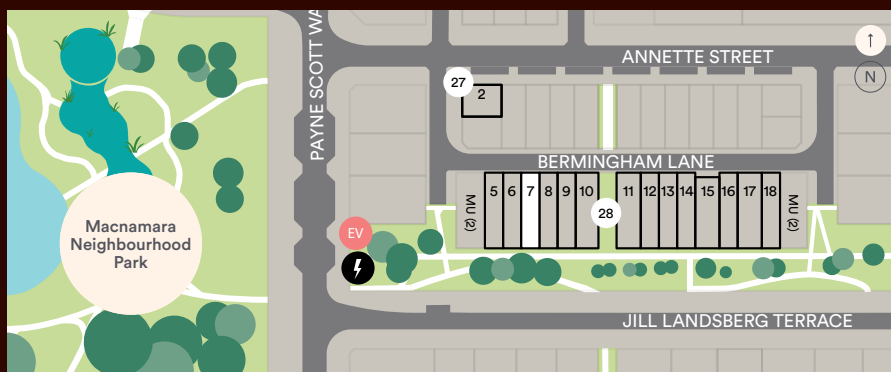 PAYNE SCOTT WA
ANNETTE STREET
↑
N
27
2
BERMINGHAM LANE
MU (2)
5 6 7 8 9 10
28
11 12 13 14 15 16 17 18
MU (2)
Macnamara
Neighbourhood
Park
EV
JILL LANDSBERG TERRACE